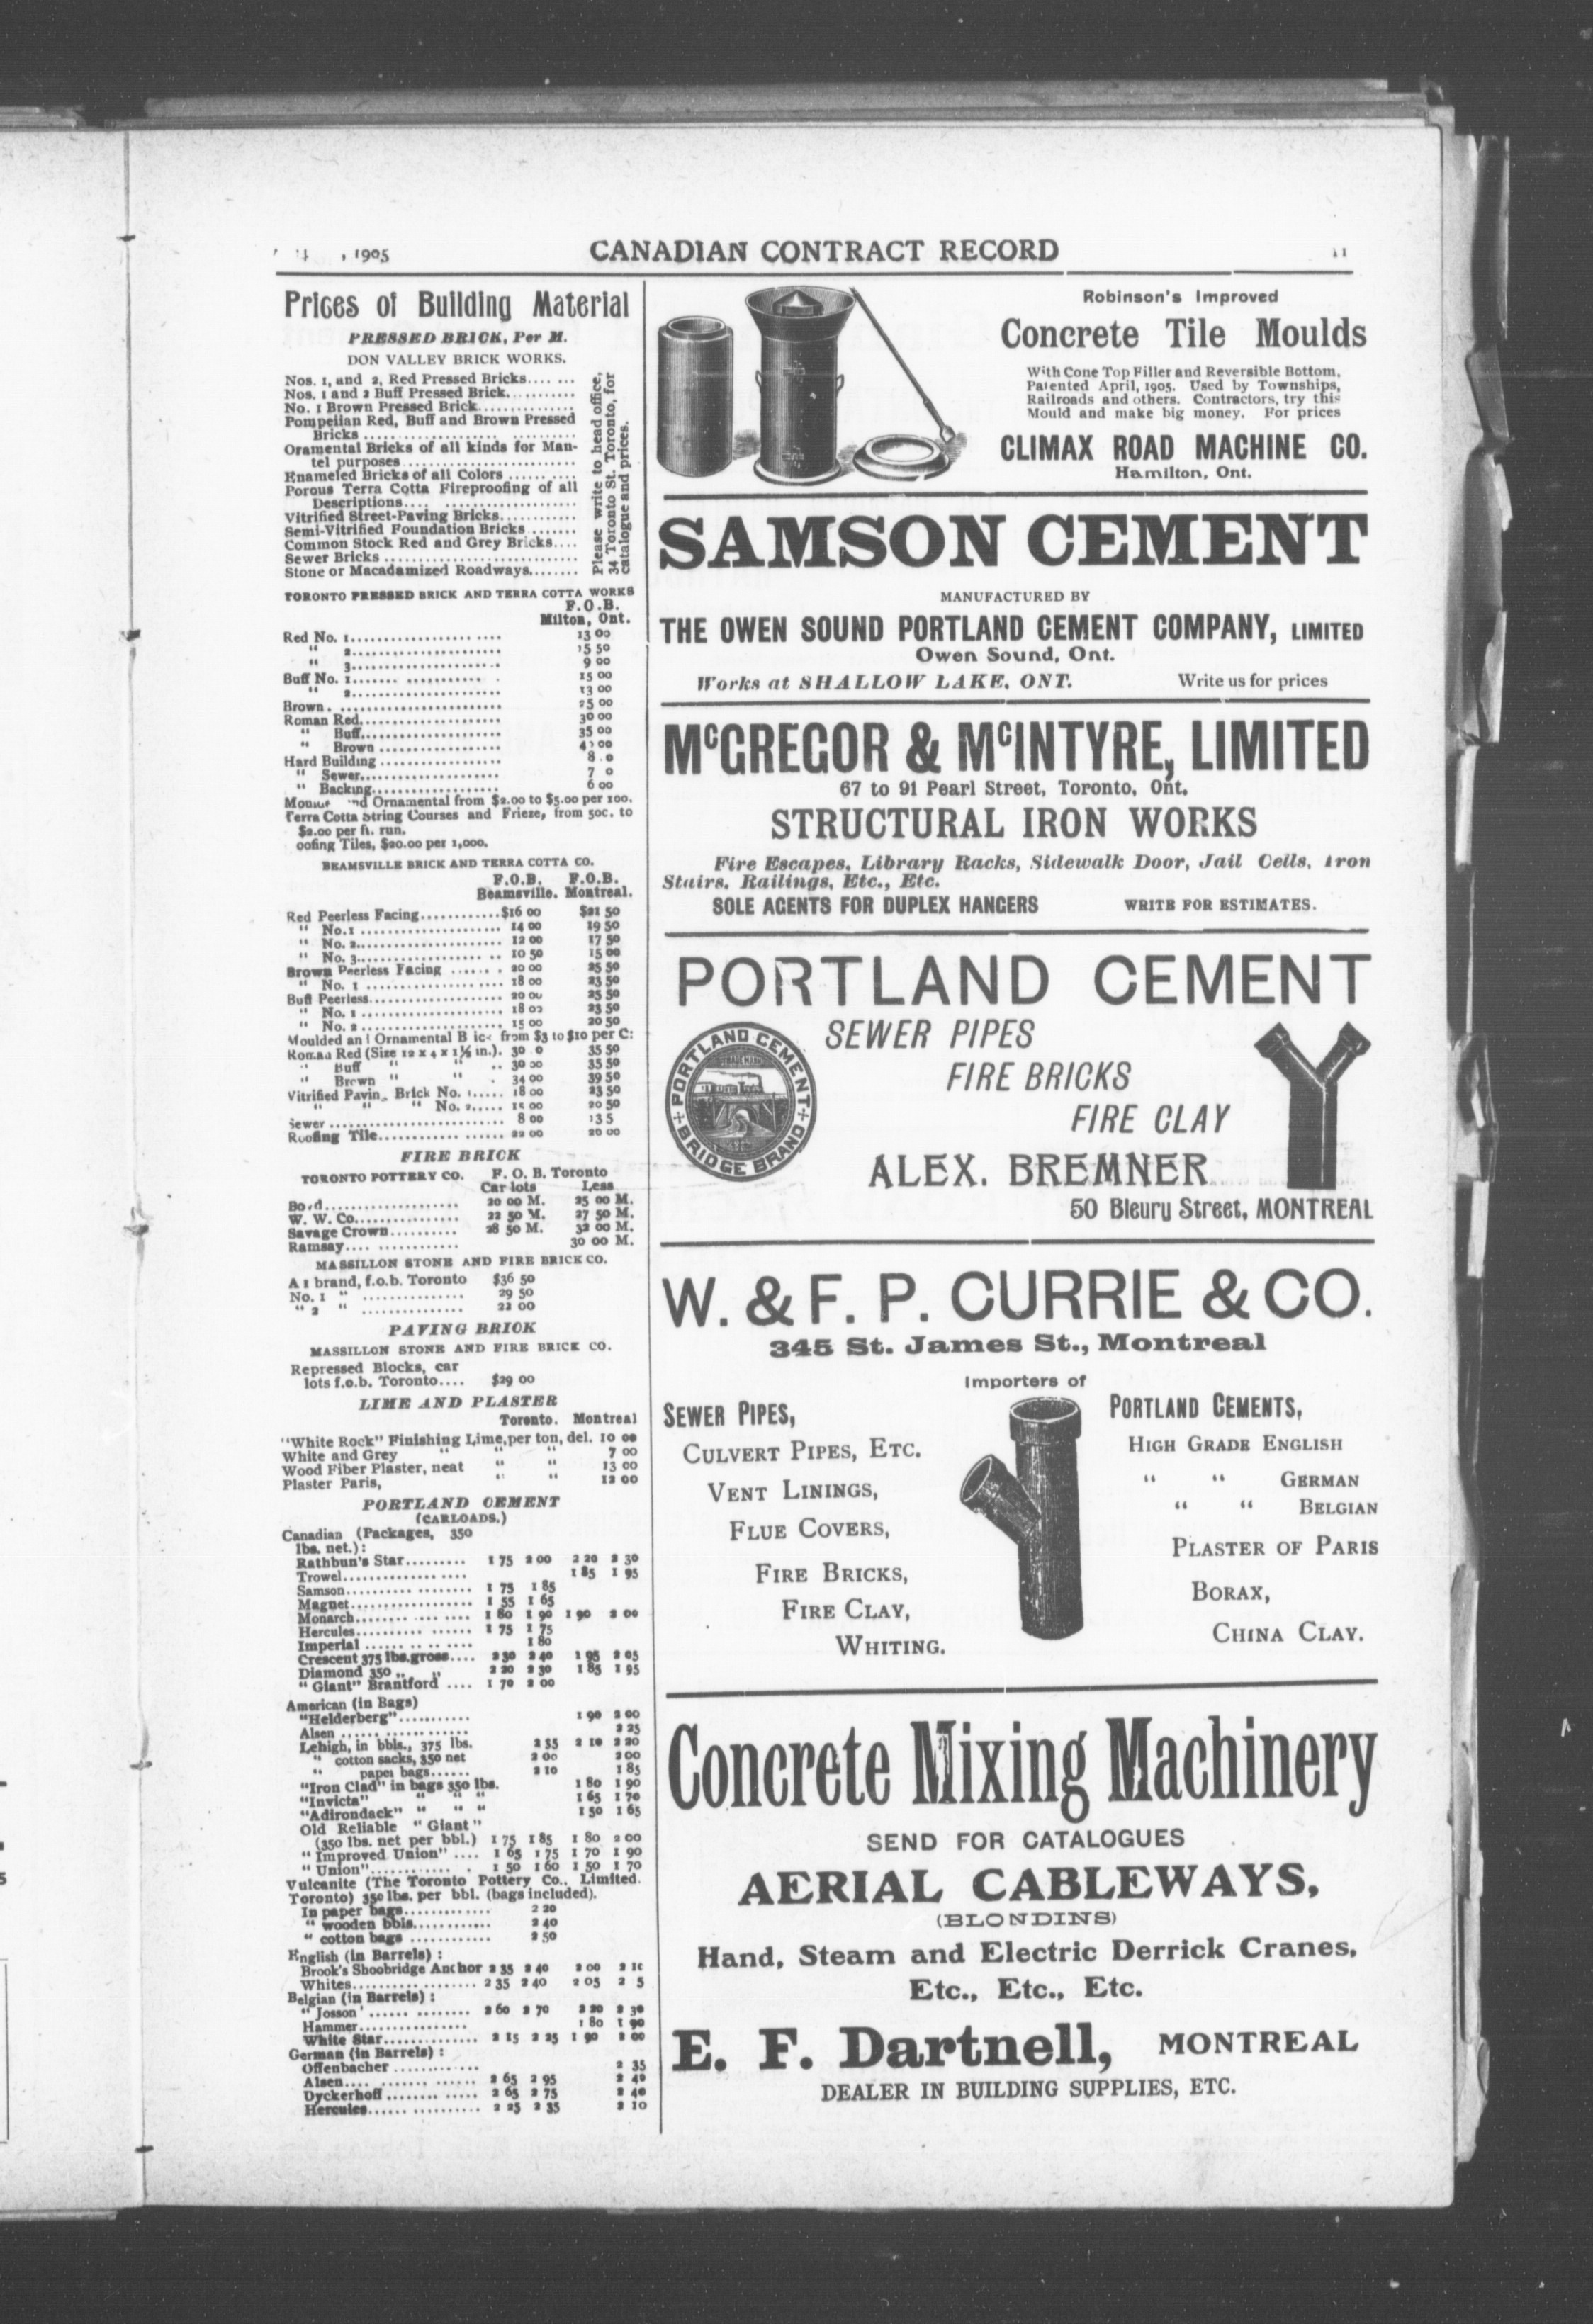 , 1905 CANADIAN CONTRACT RECORD 11
Prices of Building Material
PRESSED BRICK, Per M.
DON VALLEY BRICK WORKS.
Nos. 1, and 2, Red Pressed Bricks.... ...
Nos. 1 and 2 Buff Pressed Brick............
No. 1 Brown Pressed Brick...............
Pompeiian Red, Buff and Brown Pressed
Bricks ...................................
Oramental Bricks of all kinds for Man-
tel purposes............................
Enameled Bricks of all Colors ...... ....
Porous Terra Cotta Fireproofing of all
Descriptions.... .....................
Vitrified Street-Paving Bricks............
Semi-Vitrified Foundation Bricks ........
Common Stock Red and Grey Bricks....
Sewer Bricks ..............................
Stone or Macadamized Roadways........
Please write to head office,
34 Toronto St. Toronto, for
catalogue and prices.
TORONTO PRESSED BRICK AND TERRA COTTA WORKS
F.O.B.
Milton, Ont.
Red No. 1.................. .... 13 00
" 2....................... 15 50
" 3....................... 9 00
Buff No. 1....... ........... . 15 00
" 2....................... 13 00
Brown . .........................
Roman Red...................... 30 00
" Buff...................... 35 00
" Brown ...................
Hard Building ...................
" Sewer...................... 7 0
" Backing.................... 6 00
Ornamental from $2.00 to $5.00 per 100.
Terra Cotta String Courses and Frieze, from 50c. to
$2.00 per ft. run.
oofing Tiles, $20.00 per 1,000.
BEAMSVILLE BRICK AND TERRA COTTA CO.
F.O.B. F.O.B.
Beamsville. Montreal.
Red Peerless Facing............$16 00 $21 50
" No.1 ...................... 14 00 19 50
" No. 2....................... 12 00 17 50
" No. 3.................... .. 10 50 15 00
Brown Peerless Facing ...... . 20 00 25 50
" No. 1 ..................... 18 00 23 50
Buff Peerless..................... 20 00 25 50
" No. 1 ...................... 18 00 23 50
" No. 2 ...................... 15 00 20 50
Moulded an Ornamental B ic from $3 to $10 per C:
Roman Red (Size 12 x 4 x 1½ in.). 30 0 35 50
" Buff " " .. 30 00 35 50
" Brown " " . 34 00 39 50
Vitrified Pavin Brick No. 1..... 18 00 23 50
" " " No. 2..... 15 00 20 50
Sewer ............................ 8 00 13 5
Roofing Tile............ ...... 22 00 20 00
FIRE BRICK
TORONTO POTTERY CO. F. O. B. Toronto
Car lots Less
Bo d..................... 20 00 M. 25 00 M.
W. W. Co................ 22 50 M. 27 50 M.
Savage Crown.......... 28 50 M. 32 00 M.
Ramsay.... ............ 30 00 M.
MASSILLON STONE AND FIRE BRICK CO.
A 1 brand, f.o.b. Toronto $36 50
No. 1 " ................ 29 50
" 2 " ................ 22 00
PAVING BRICK
MASSILLON STONE AND FIRE BRICK CO.
Repressed Blocks, car
lots f.o.b. Toronto.... $29 00
LIME AND PLASTER
Toronto. Montreal
"White Rock" Finishing Lime,per ton, del. 10 00
White and Grey " " " 7 00
Wood Fiber Plaster, neat " " 13 00
Plaster Paris, " " 12 00
PORTLAND CEMENT
(CARLOADS.)
Canadian (Packages, 350
lbs. net.):
Rathbun's Star......... 1 75 2 00 2 20 2 30
Trowel.................. 1 85 1 95
Samson.......... ......... 1 75 1 85
Magnet................... 1 55 1 65
Monarch........ .... .... 1 80 1 90 1 90 2 00
Hercules.......... ...... 1 75 1 75
Imperial ...... .. .. .... 1 80
Crescent 375 lbs.gross.... 2 30 2 40 1 95 2 05
Diamond 350 " " 2 20 2 30 1 85 1 95
"Giant" Brantford .... 1 70 2 00
American (in Bags)
"Helderberg"........... 1 90 2 00
Alsen ...... ............ 2 25
Lehigh, in bbls., 375 lbs. 2 35 2 10 2 20
" cotton sacks, 350 net 2 00 2 00
" paper bags...... 2 10 1 85
"Iron Clad" in bags 350 lbs. 1 80 1 90
"Invicta" " " " 1 65 1 70
"Adirondack" " " " 1 50 1 65
Old Reliable "Giant"
(350 lbs. net per bbl.) 1 75 1 85 1 80 2 00
"Improved Union" .... 1 65 1 75 1 70 1 90
"Union"............ . 1 50 1 60 1 50 1 70
Vulcanite (The Toronto Pottery Co., Limited.
Toronto) 350 lbs. per bbl. (bags included).
In paper bags............. 2 20
" wooden bbls............ 2 40
" cotton bags ............ 2 50
English (in Barrels) :
Brook's Shoobridge Anchor 2 35 2 40 2 00 2 10
Whites.......... ......... 2 35 2 40 2 05 2 5
Belgian (in Barrels) :
"Josson' ...... ........ 2 60 2 70 2 20 2 30
Hammer................ 1 80 1 90
White Star.............. 2 15 2 25 1 90 2 00
German (in Barrels) :
Offenbacher ............ 2 35
Alsen.... ....... ....... 2 65 2 95 2 40
Dyckerhoff ........ ..... 2 65 2 75 2 40
Hercules...... .......... 2 25 2 35 2 10
Robinson's Improved
Concrete Tile Moulds
With Cone Top Filler and Reversible Bottom.
Patented April, 1905. Used by Townships,
Railroads and others. Contractors, try this
Mould and make big money. For prices
CLIMAX ROAD MACHINE CO.
Hamilton, Ont.
SAMSON CEMENT
MANUFACTURED BY
THE OWEN SOUND PORTLAND CEMENT COMPANY, LIMITED
Owen Sound, Ont.
Works at SHALLOW LAKE, ONT. Write us for prices
McGREGOR & McINTYRE, LIMITED
67 to 91 Pearl Street, Toronto, Ont.
STRUCTURAL IRON WORKS
Fire Escapes, Library Racks, Sidewalk Door, Jail Cells, Iron
Stairs, Railings, Etc., Etc.
SOLE AGENTS FOR DUPLEX HANGERS WRITE FOR ESTIMATES.
PORTLAND CEMENT
SEWER PIPES
FIRE BRICKS
FIRE CLAY
PORTLAND CEMENT
TRADE MARK
BRIDGE BRAND
ALEX. BREMNER
50 Bleury Street, MONTREAL
W. & F. P. CURRIE & CO.
345 St. James St., Montreal
Importers of
SEWER PIPES,
CULVERT PIPES, ETC.
VENT LININGS,
FLUE COVERS,
FIRE BRICKS,
FIRE CLAY,
WHITING.
PORTLAND CEMENTS,
HIGH GRADE ENGLISH
" " GERMAN
" " BELGIAN
PLASTER OF PARIS
BORAX,
CHINA CLAY.
Concrete Mixing Machinery
SEND FOR CATALOGUES
AERIAL CABLEWAYS,
(BLONDINS)
Hand, Steam and Electric Derrick Cranes,
Etc., Etc., Etc.
E. F. Dartnell, MONTREAL
DEALER IN BUILDING SUPPLIES, ETC.